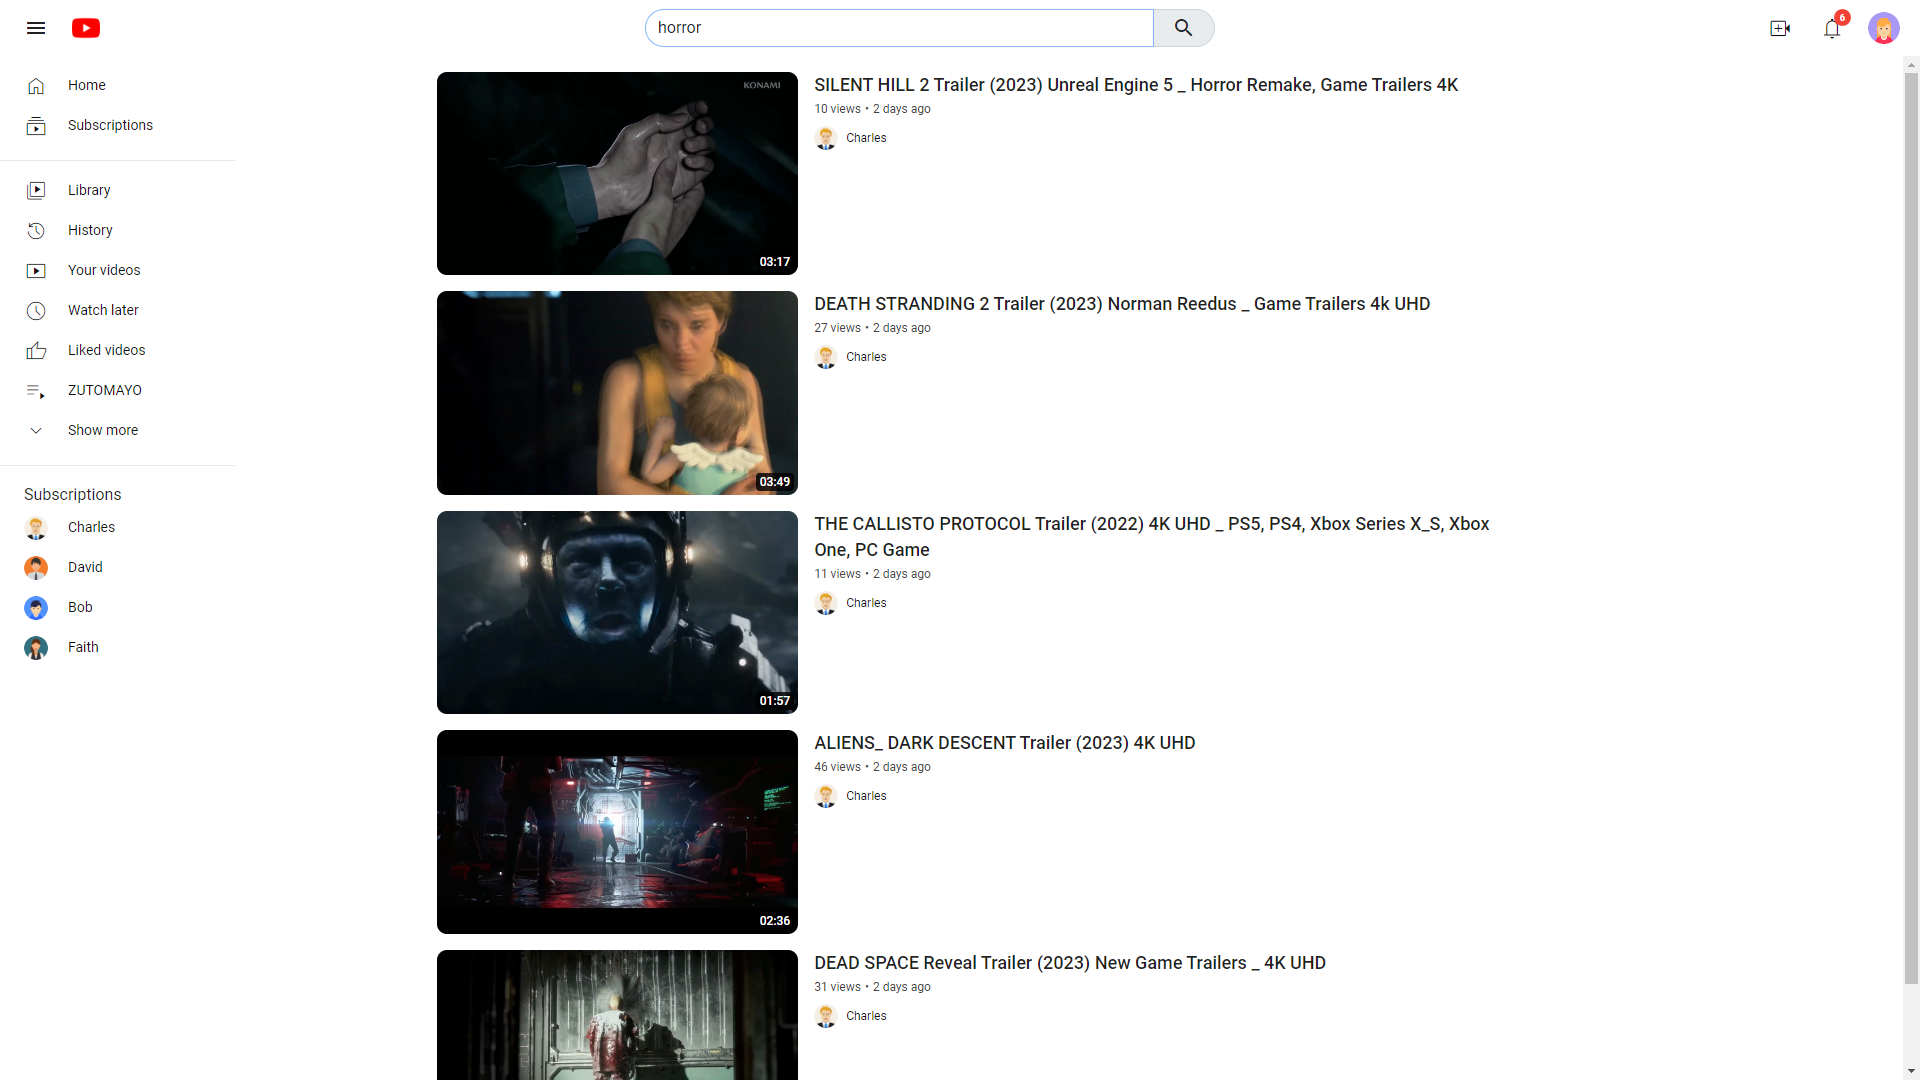 horror
6
Home
Subscriptions
Library
History
Your videos
Watch later
Liked videos
ZUTOMAYO
Show more
Subscriptions
Charles
David
Bob
Faith
KONAMI
03:17
SILENT HILL 2 Trailer (2023) Unreal Engine 5 _ Horror Remake, Game Trailers 4K
10 views • 2 days ago
Charles
03:49
DEATH STRANDING 2 Trailer (2023) Norman Reedus _ Game Trailers 4k UHD
27 views • 2 days ago
Charles
01:57
THE CALLISTO PROTOCOL Trailer (2022) 4K UHD _ PS5, PS4, Xbox Series X_S, Xbox
One, PC Game
11 views • 2 days ago
Charles
02:36
ALIENS_ DARK DESCENT Trailer (2023) 4K UHD
46 views • 2 days ago
Charles
DEAD SPACE Reveal Trailer (2023) New Game Trailers _ 4K UHD
31 views • 2 days ago
Charles